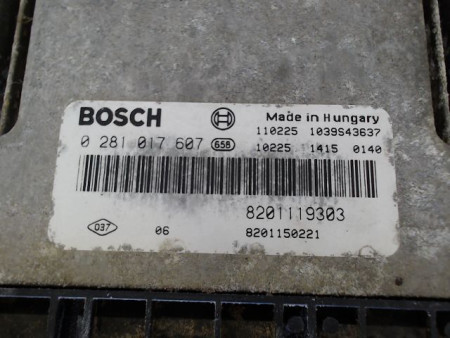 BOSCH
Made in Hungary
110225 1039S43637
0 281 017 607 658
10225 1415 0140
8201119303
037
06
8201150221